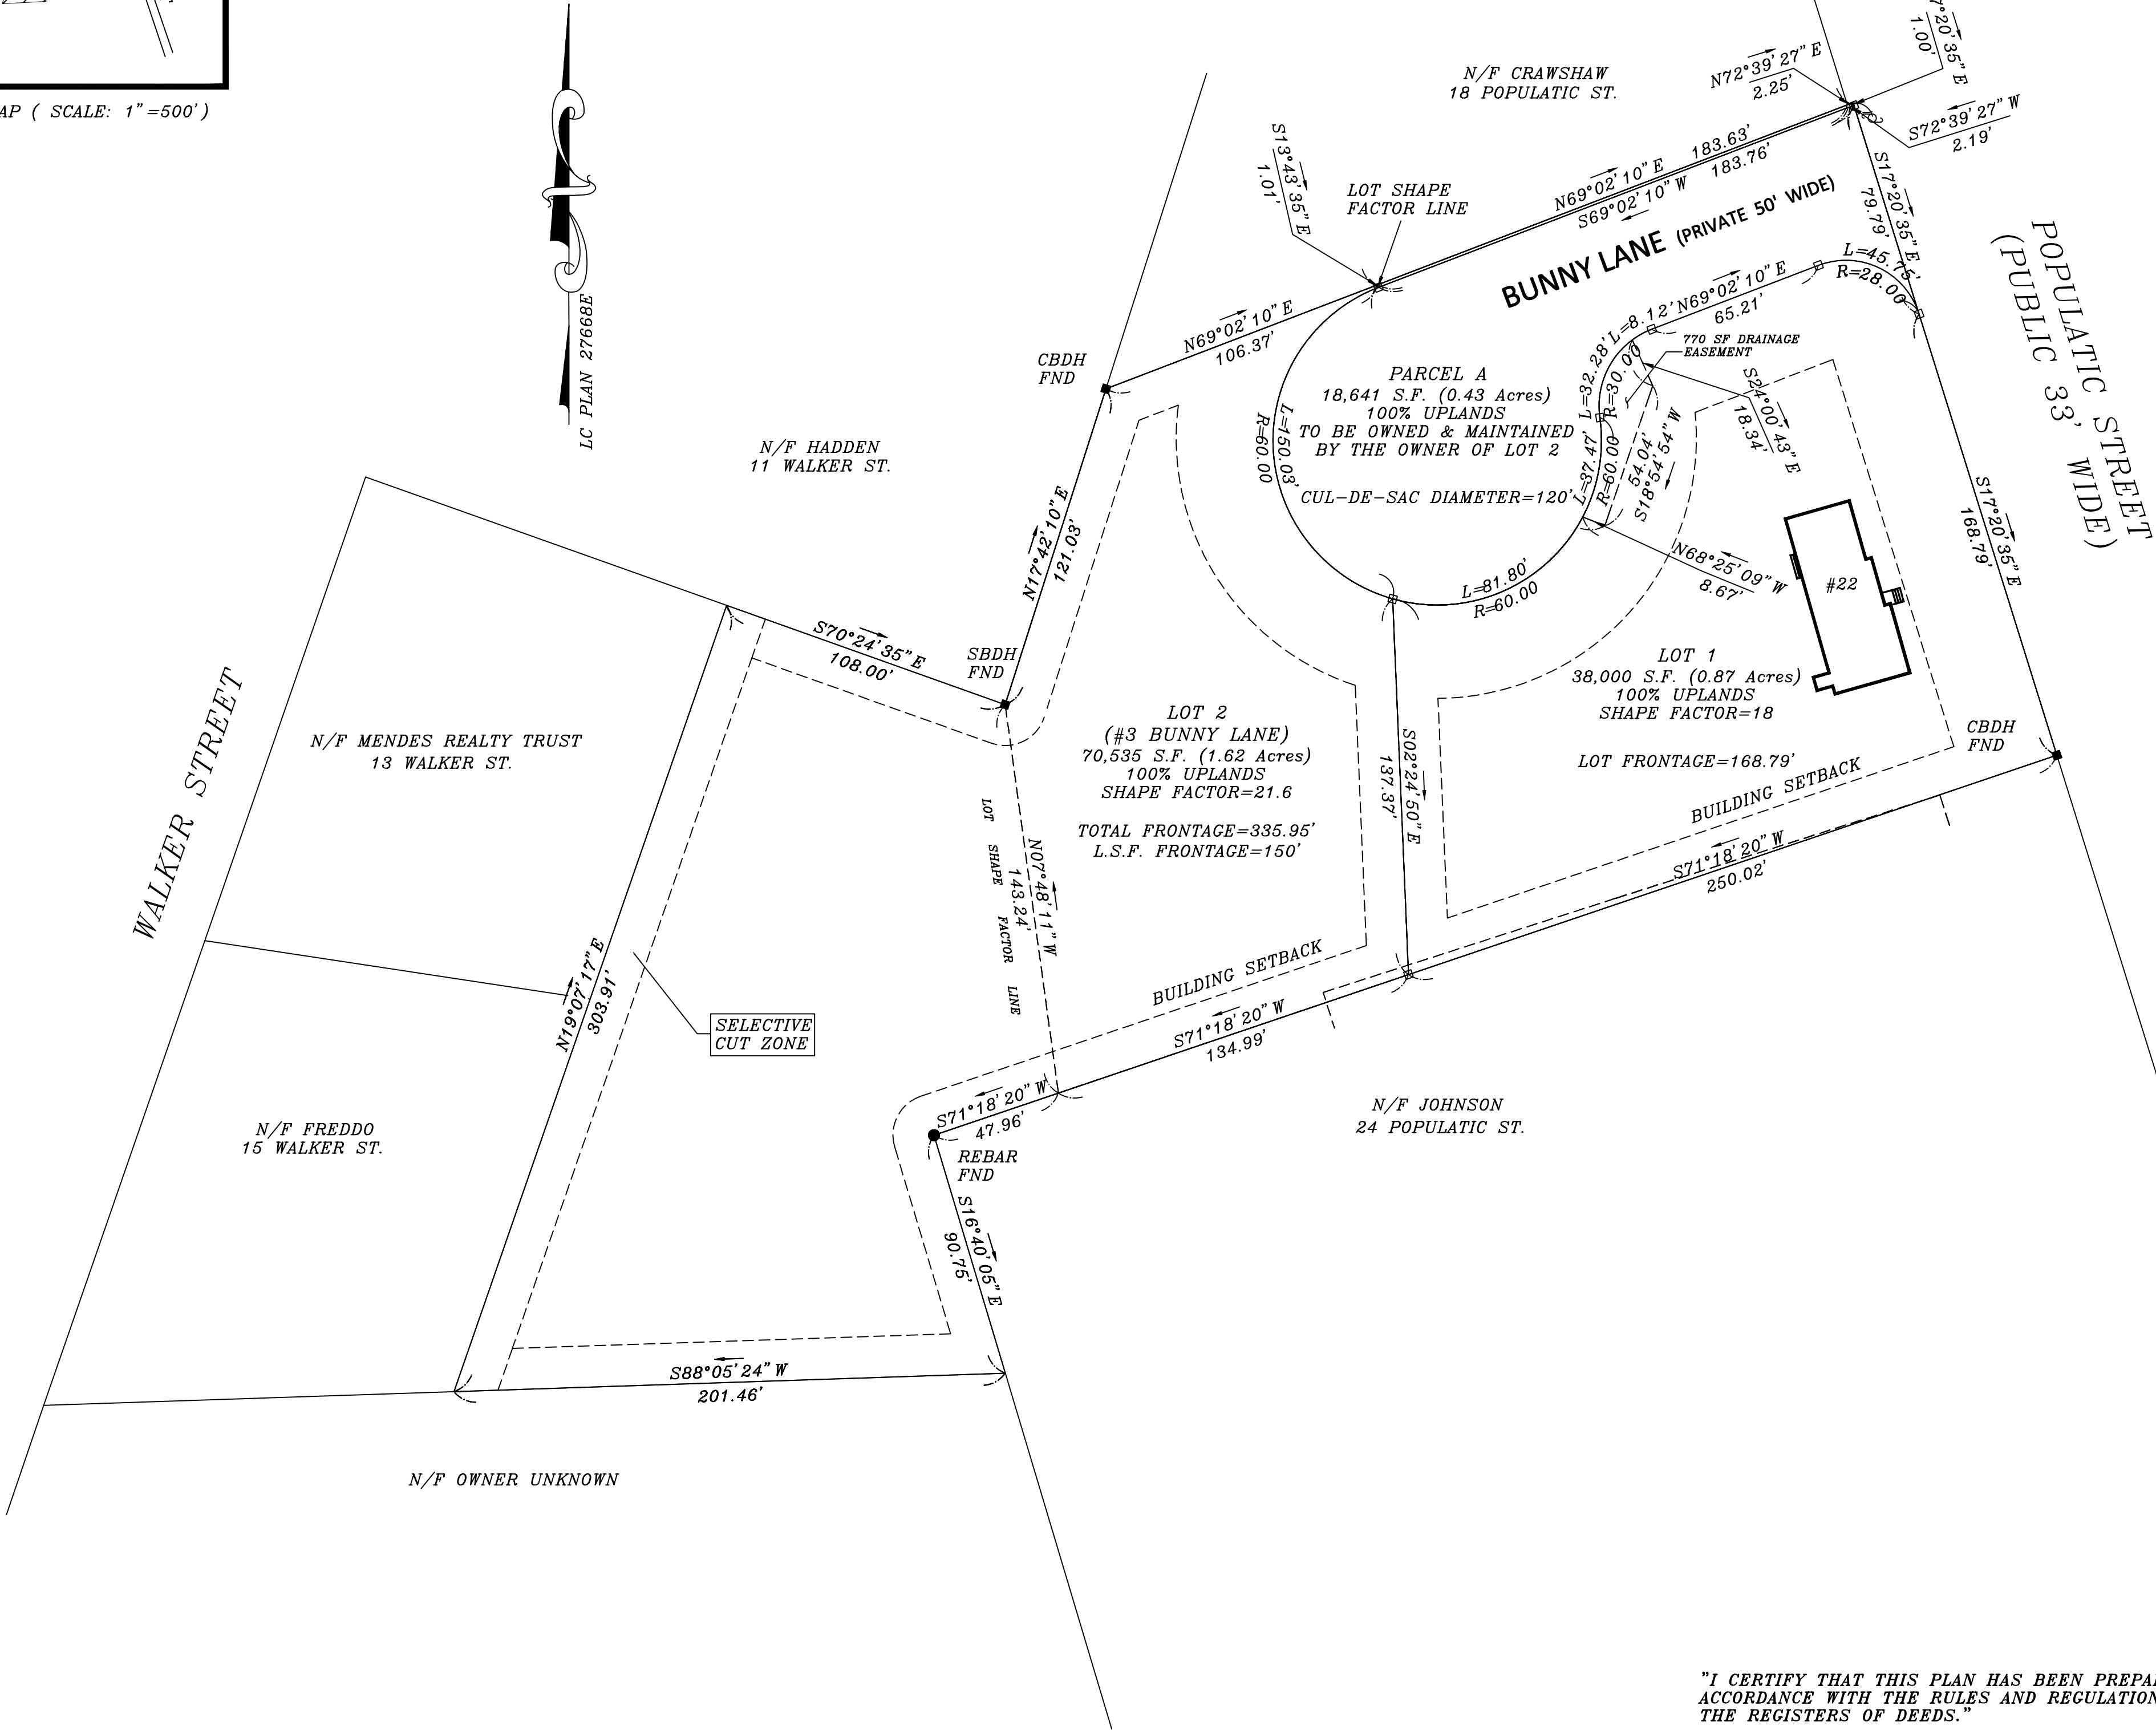 AP ( SCALE: 1"=500')
LC PLAN 27668E
N/F CRAWSHAW
18 POPULATIC ST.
N72°39'27"E
2.25'
7°20'35"E
1.00'
S72°39'27"W
2.19'
S13°43'35"E
1.01'
LOT SHAPE
FACTOR LINE
N69°02'10"E 183.63'
S69°02'10"W 183.76'
BUNNY LANE (PRIVATE 50' WIDE)
S17°20'35"E
79.79'
POPULATIC STREET
(PUBLIC 33' WIDE)
L=45.75'
R=28.00
N69°02'10"E
65.21'
L=8.12'
L=32.28'
R=30.00
770 SF DRAINAGE
EASEMENT
S24°00'43"E
18.34'
N69°02'10"E
106.37'
CBDH
FND
PARCEL A
18,641 S.F. (0.43 Acres)
100% UPLANDS
TO BE OWNED & MAINTAINED
BY THE OWNER OF LOT 2
CUL-DE-SAC DIAMETER=120'
L=150.03'
R=60.00
L=37.47'
R=60.00
54.04'
S18°54'54"W
N68°25'09"W
8.67'
L=81.80'
R=60.00
S17°20'35"E
168.79'
#22
N/F HADDEN
11 WALKER ST.
N17°42'10"E
121.03'
S70°24'35"E
108.00'
SBDH
FND
LOT 1
38,000 S.F. (0.87 Acres)
100% UPLANDS
SHAPE FACTOR=18
LOT FRONTAGE=168.79'
CBDH
FND
BUILDING SETBACK
S71°18'20"W
250.02'
LOT 2
(#3 BUNNY LANE)
70,535 S.F. (1.62 Acres)
100% UPLANDS
SHAPE FACTOR=21.6
TOTAL FRONTAGE=335.95'
L.S.F. FRONTAGE=150'
S02°24'50"E
137.37'
N07°48'11"W
143.24'
LOT SHAPE FACTOR LINE
WALKER STREET
N/F MENDES REALTY TRUST
13 WALKER ST.
N19°07'17"E
303.91'
SELECTIVE
CUT ZONE
BUILDING SETBACK
S71°18'20"W
134.99'
S71°18'20"W
47.96'
REBAR
FND
N/F JOHNSON
24 POPULATIC ST.
N/F FREDDO
15 WALKER ST.
S16°40'05"E
90.75'
S88°05'24"W
201.46'
N/F OWNER UNKNOWN
"I CERTIFY THAT THIS PLAN HAS BEEN PREPA
ACCORDANCE WITH THE RULES AND REGULATION
THE REGISTERS OF DEEDS."